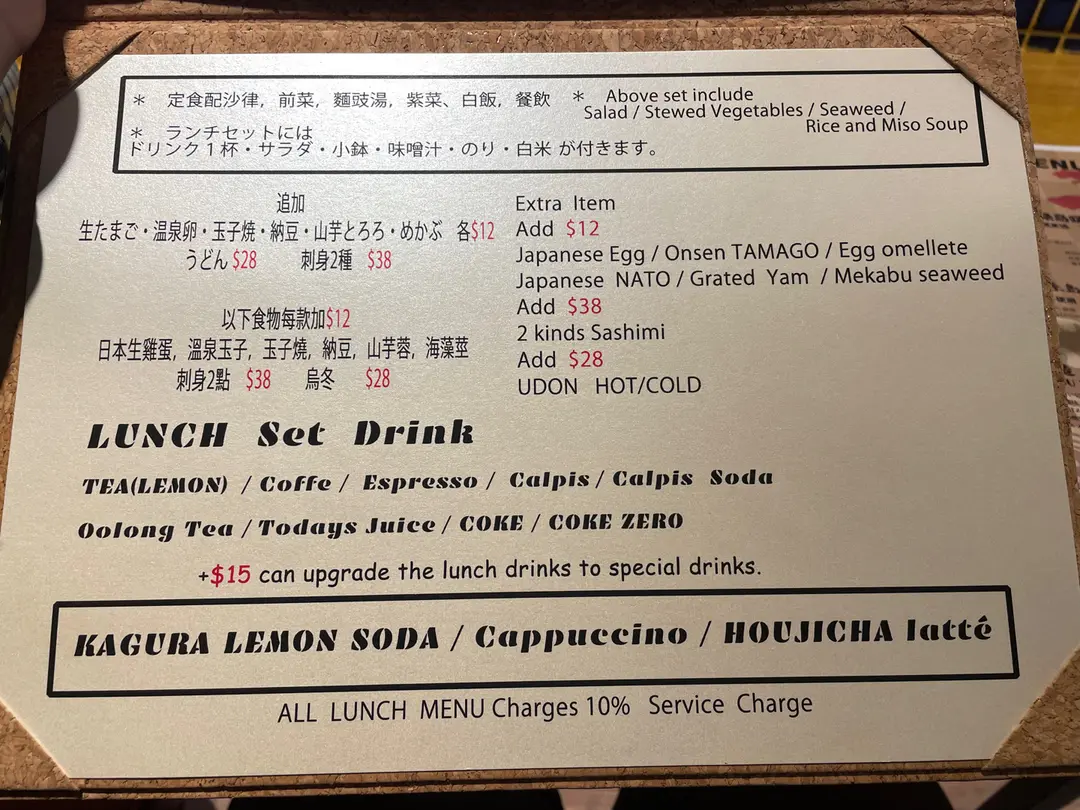 ＊ 定食配沙律, 前菜, 麵豉湯, 紫菜、白飯, 餐飲
＊ ランチセットには
ドリンク１杯・サラダ・小鉢・味噌汁・のり・白米 が付きます。
＊ Above set include
Salad / Stewed Vegetables / Seaweed /
Rice and Miso Soup
追加
生たまご・温泉卵・玉子焼・納豆・山芋とろろ・めかぶ 各$12
うどん $28 刺身2種 $38
以下食物每款加$12
日本生雞蛋, 溫泉玉子, 玉子燒, 納豆, 山芋蓉, 海藻莖
刺身2點 $38 烏冬 $28
Extra Item
Add $12
Japanese Egg / Onsen TAMAGO / Egg omellete
Japanese NATO / Grated Yam / Mekabu seaweed
Add $38
2 kinds Sashimi
Add $28
UDON HOT/COLD
LUNCH Set Drink
TEA(LEMON) / Coffe / Espresso / Calpis / Calpis Soda
Oolong Tea / Todays Juice / COKE / COKE ZERO
+$15 can upgrade the lunch drinks to special drinks.
KAGURA LEMON SODA / Cappuccino / HOUJICHA latté
ALL LUNCH MENU Charges 10% Service Charge